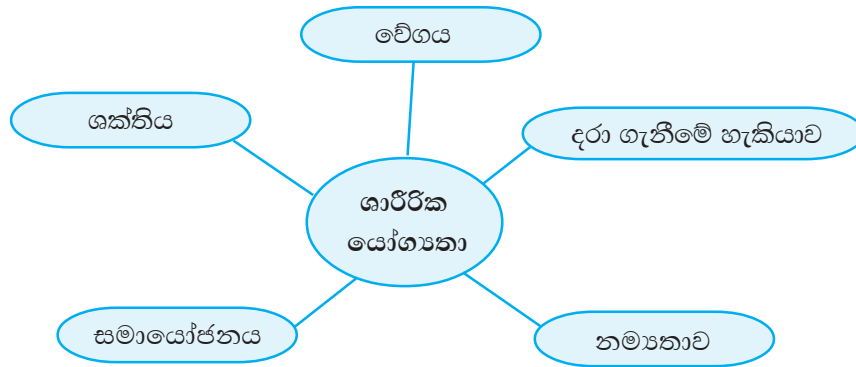 වේගය
ශක්තිය
දරා ගැනීමේ හැකියාව
ශාරීරික
යෝග්‍යතා
සමායෝජනය
නම්‍යතාව